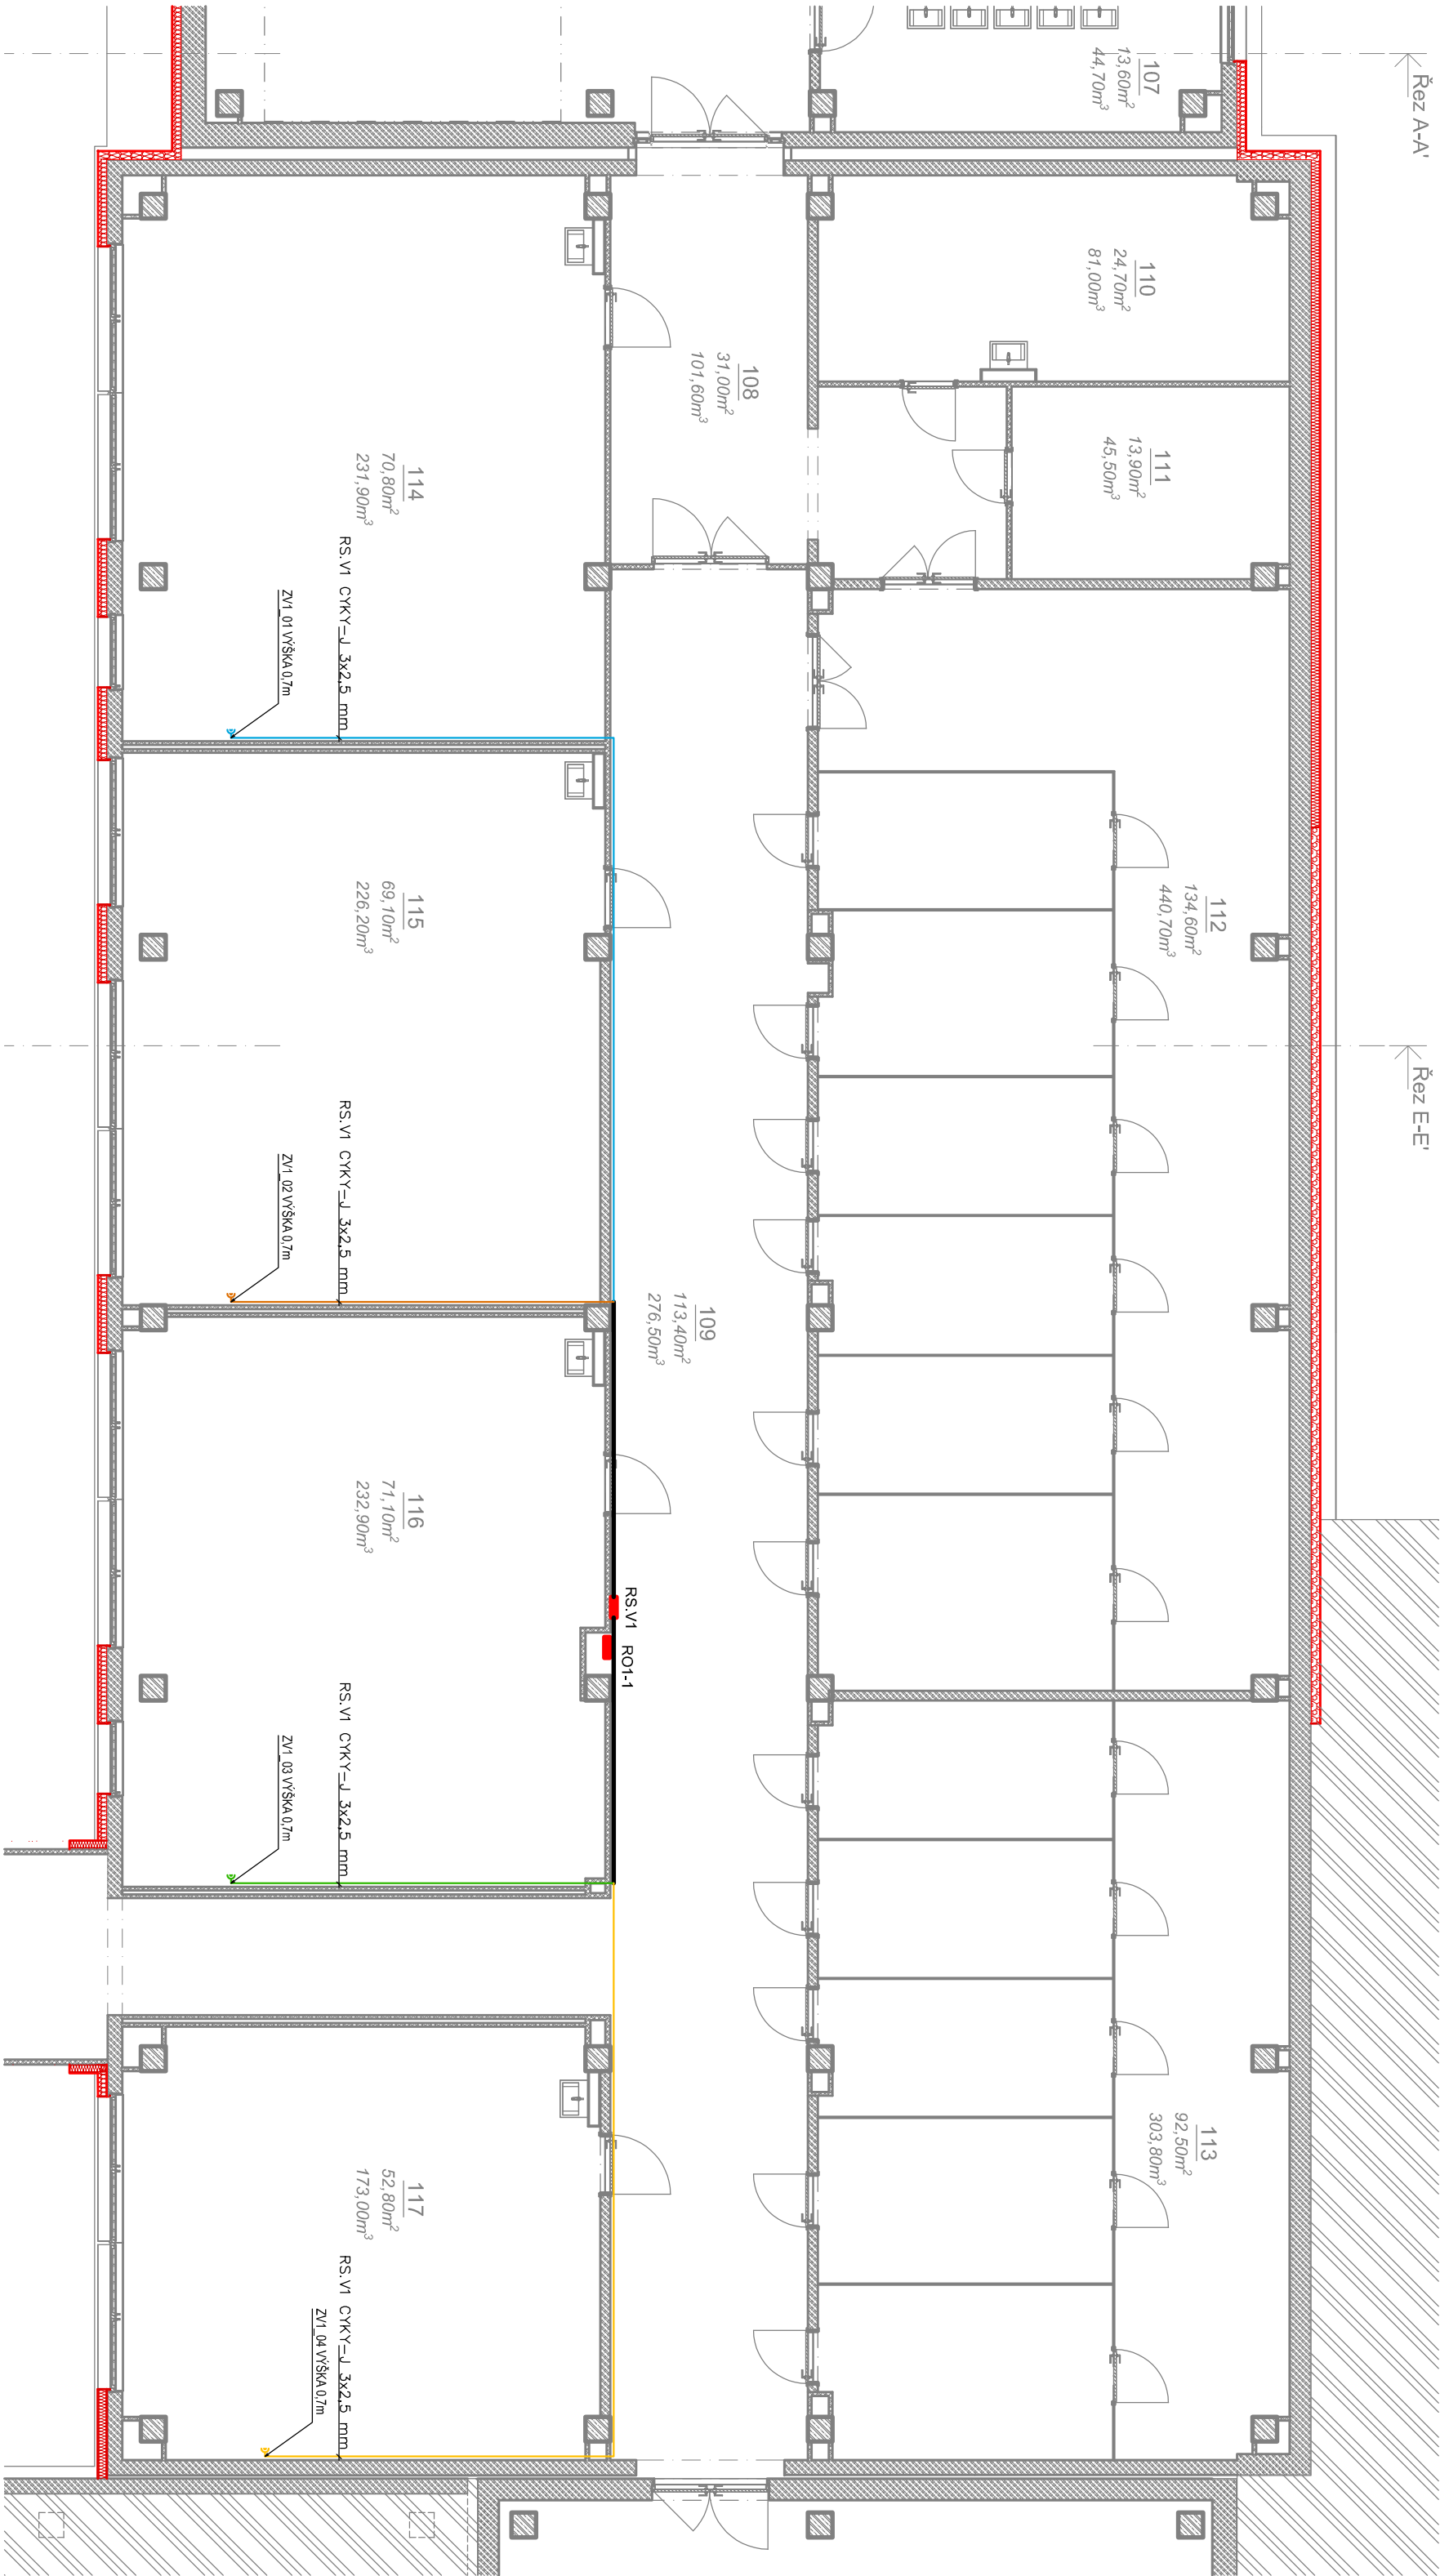 Řez A-A'
107
13,60m²
44,70m³
110
24,70m²
81,00m³
108
31,00m²
101,60m³
111
13,90m²
45,50m³
114
70,80m²
231,90m³
RS.V1 CYKY-J 3x2,5 mm
ZV1_01 VÝŠKA 0,7m
112
134,60m²
440,70m³
115
69,10m²
226,20m³
Řez E-E'
RS.V1 CYKY-J 3x2,5 mm
ZV1_02 VÝŠKA 0,7m
109
113,40m²
276,50m³
116
71,10m²
232,90m³
RS.V1
RO1-1
RS.V1 CYKY-J 3x2,5 mm
ZV1_03 VÝŠKA 0,7m
113
92,50m²
303,80m³
117
52,80m²
173,00m³
RS.V1 CYKY-J 3x2,5 mm
ZV1_04 VÝŠKA 0,7m